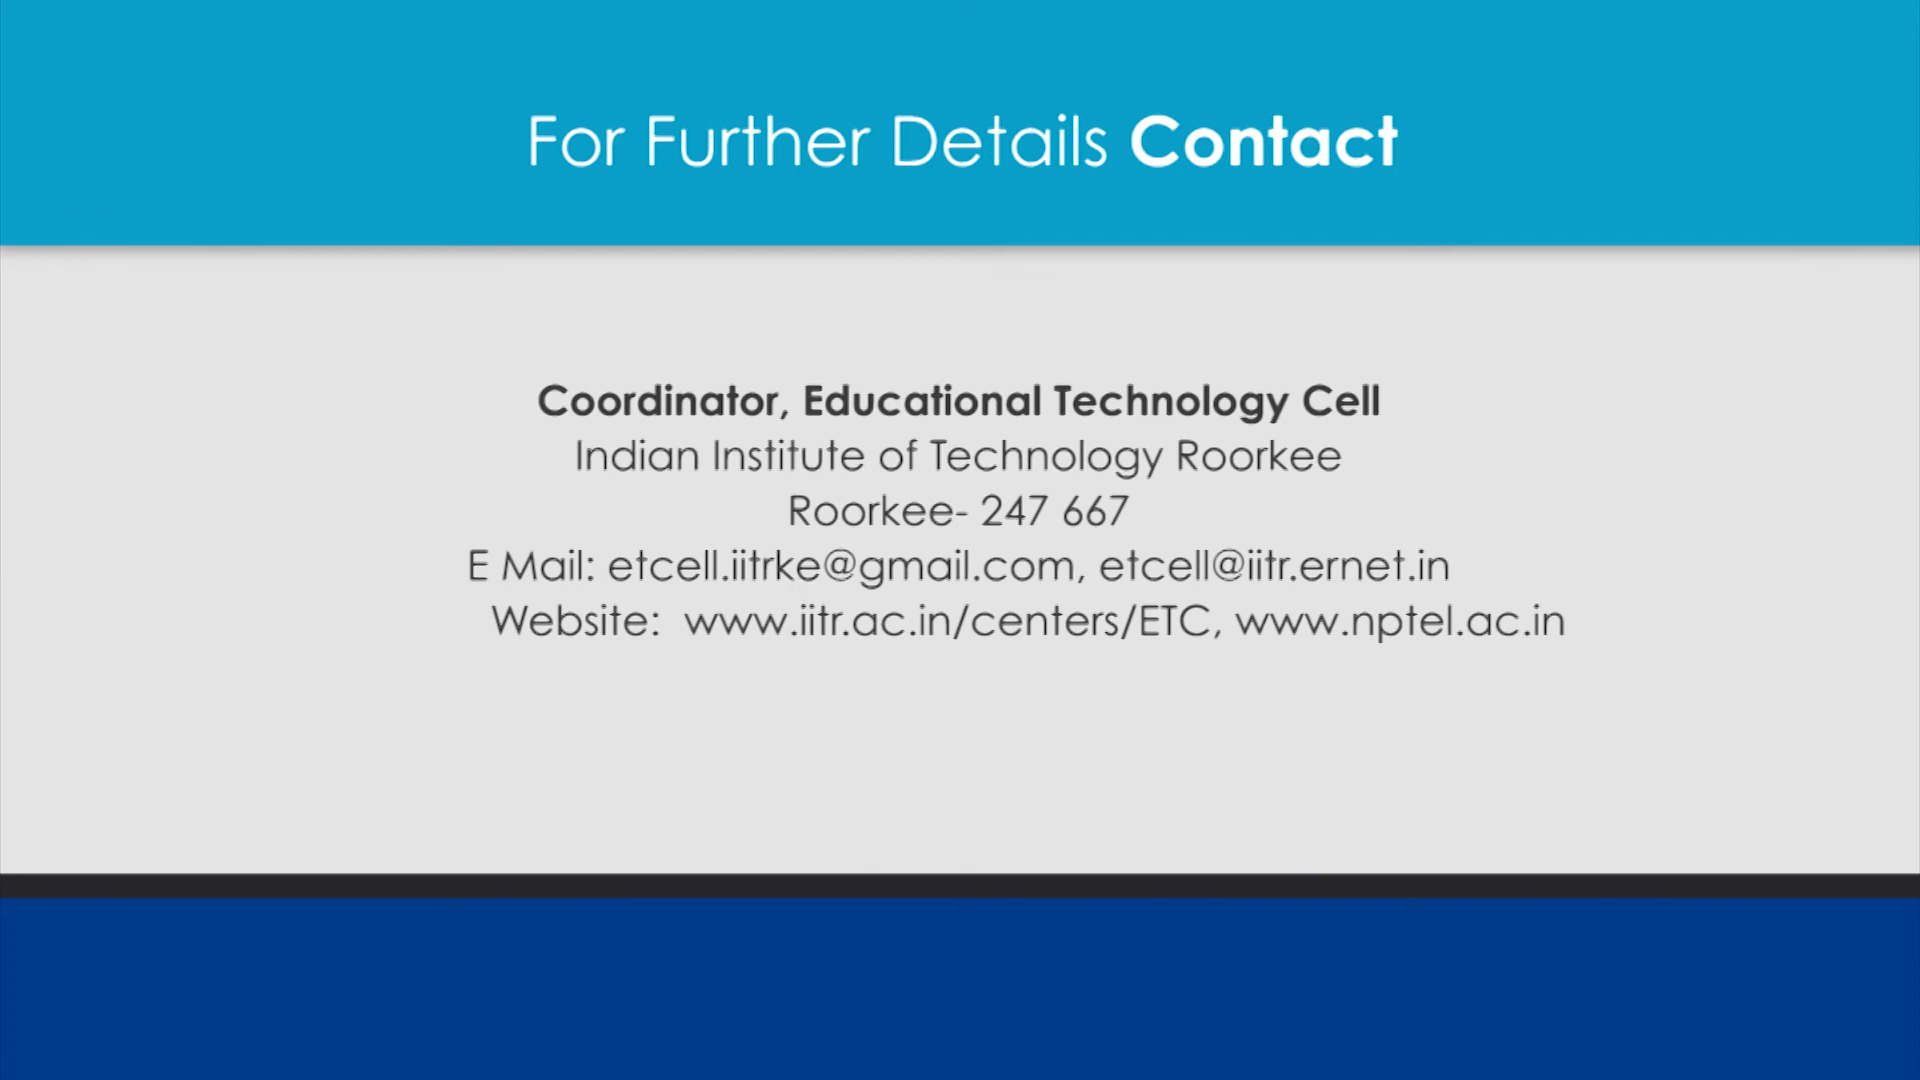 For Further Details Contact
Coordinator, Educational Technology Cell
Indian Institute of Technology Roorkee
Roorkee- 247 667
E Mail: etcell.iitrke@gmail.com, etcell@iitr.ernet.in
Website: www.iitr.ac.in/centers/ETC, www.nptel.ac.in